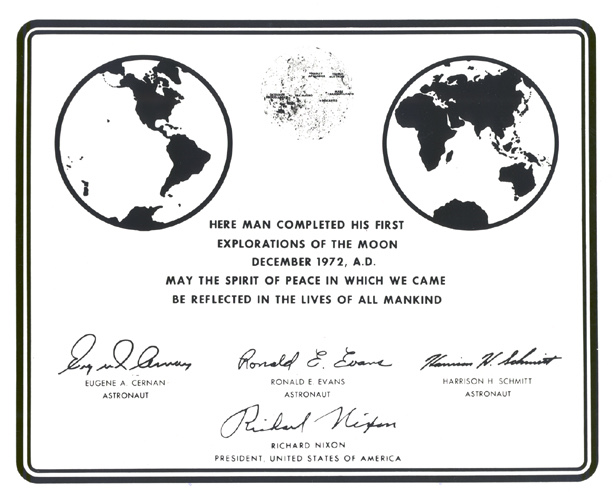 HERE MAN COMPLETED HIS FIRST
EXPLORATIONS OF THE MOON
DECEMBER 1972, A.D.
MAY THE SPIRIT OF PEACE IN WHICH WE CAME
BE REFLECTED IN THE LIVES OF ALL MANKIND
Eugene Cernan
Ronald E. Evans
Harrison H. Schmitt
EUGENE A. CERNAN
RONALD E. EVANS
HARRISON H. SCHMITT
ASTRONAUT
ASTRONAUT
ASTRONAUT
Richard Nixon
RICHARD NIXON
PRESIDENT, UNITED STATES OF AMERICA